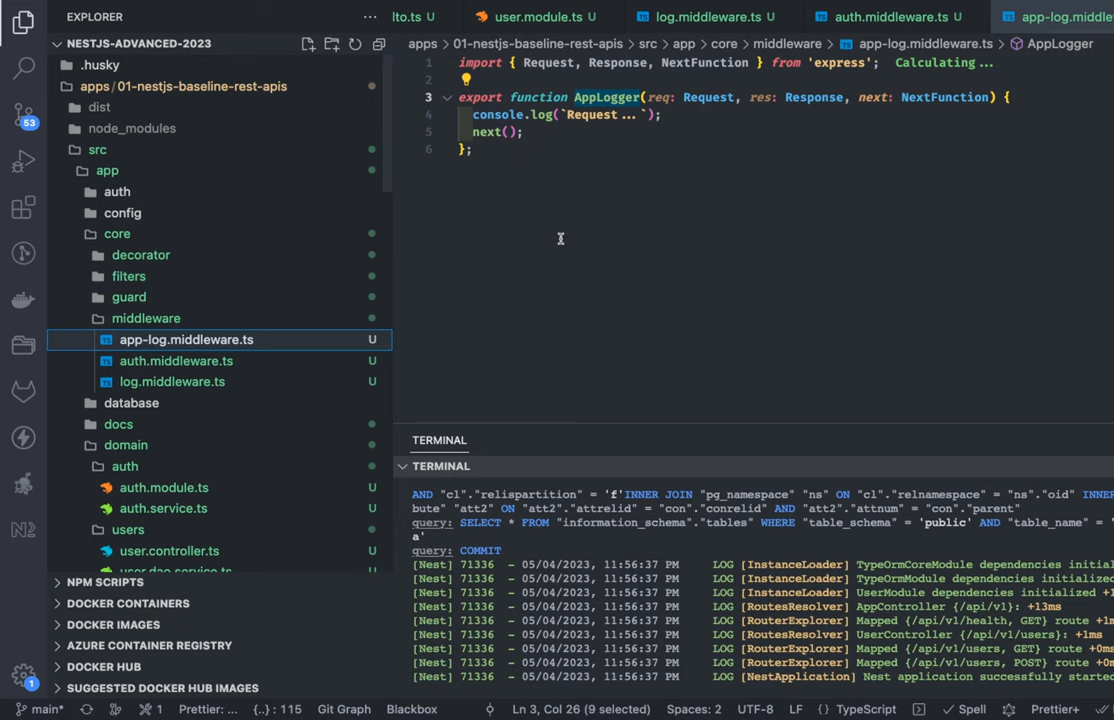 EXPLORER
lto.ts U
user.module.ts U
log.middleware.ts U
auth.middleware.ts U
app-log.middle
NESTJS-ADVANCED-2023
apps › 01-nestjs-baseline-rest-apis › src › app › core › middleware › app-log.middleware.ts › AppLogger
.husky
apps / 01-nestjs-baseline-rest-apis
dist
node_modules
src
app
auth
config
core
decorator
filters
guard
middleware
app-log.middleware.ts U
auth.middleware.ts U
log.middleware.ts U
database
docs
domain
auth
auth.module.ts U
auth.service.ts U
users
user.controller.ts U
user.dao.service.ts U
NPM SCRIPTS
DOCKER CONTAINERS
DOCKER IMAGES
AZURE CONTAINER REGISTRY
DOCKER HUB
SUGGESTED DOCKER HUB IMAGES
53
1
1 import { Request, Response, NextFunction } from 'express'; Calculating...
2
3 export function AppLogger(req: Request, res: Response, next: NextFunction) {
4 console.log(`Request...`);
5 next();
6 };
TERMINAL
TERMINAL
AND "cl"."relispartition" = 'f'INNER JOIN "pg_namespace" "ns" ON "cl"."relnamespace" = "ns"."oid" INNER
bute" "att2" ON "att2"."attrelid" = "con"."conrelid" AND "att2"."attnum" = "con"."parent"
query: SELECT * FROM "information_schema"."tables" WHERE "table_schema" = 'public' AND "table_name" = '
a'
query: COMMIT
[Nest] 71336 - 05/04/2023, 11:56:37 PM LOG [InstanceLoader] TypeOrmCoreModule dependencies initial
[Nest] 71336 - 05/04/2023, 11:56:37 PM LOG [InstanceLoader] TypeOrmModule dependencies initialized
[Nest] 71336 - 05/04/2023, 11:56:37 PM LOG [InstanceLoader] UserModule dependencies initialized +1
[Nest] 71336 - 05/04/2023, 11:56:37 PM LOG [RoutesResolver] AppController {/api/v1}: +13ms
[Nest] 71336 - 05/04/2023, 11:56:37 PM LOG [RouterExplorer] Mapped {/api/v1/health, GET} route +1m
[Nest] 71336 - 05/04/2023, 11:56:37 PM LOG [RoutesResolver] UserController {/api/v1/users}: +1ms
[Nest] 71336 - 05/04/2023, 11:56:37 PM LOG [RouterExplorer] Mapped {/api/v1/users, GET} route +0ms
[Nest] 71336 - 05/04/2023, 11:56:37 PM LOG [RouterExplorer] Mapped {/api/v1/users, POST} route +0m
[Nest] 71336 - 05/04/2023, 11:56:37 PM LOG [NestApplication] Nest application successfully started
main* 1 Prettier: ... {..} : 115 Git Graph Blackbox Ln 3, Col 26 (9 selected) Spaces: 2 UTF-8 LF {} TypeScript Spell Prettier+